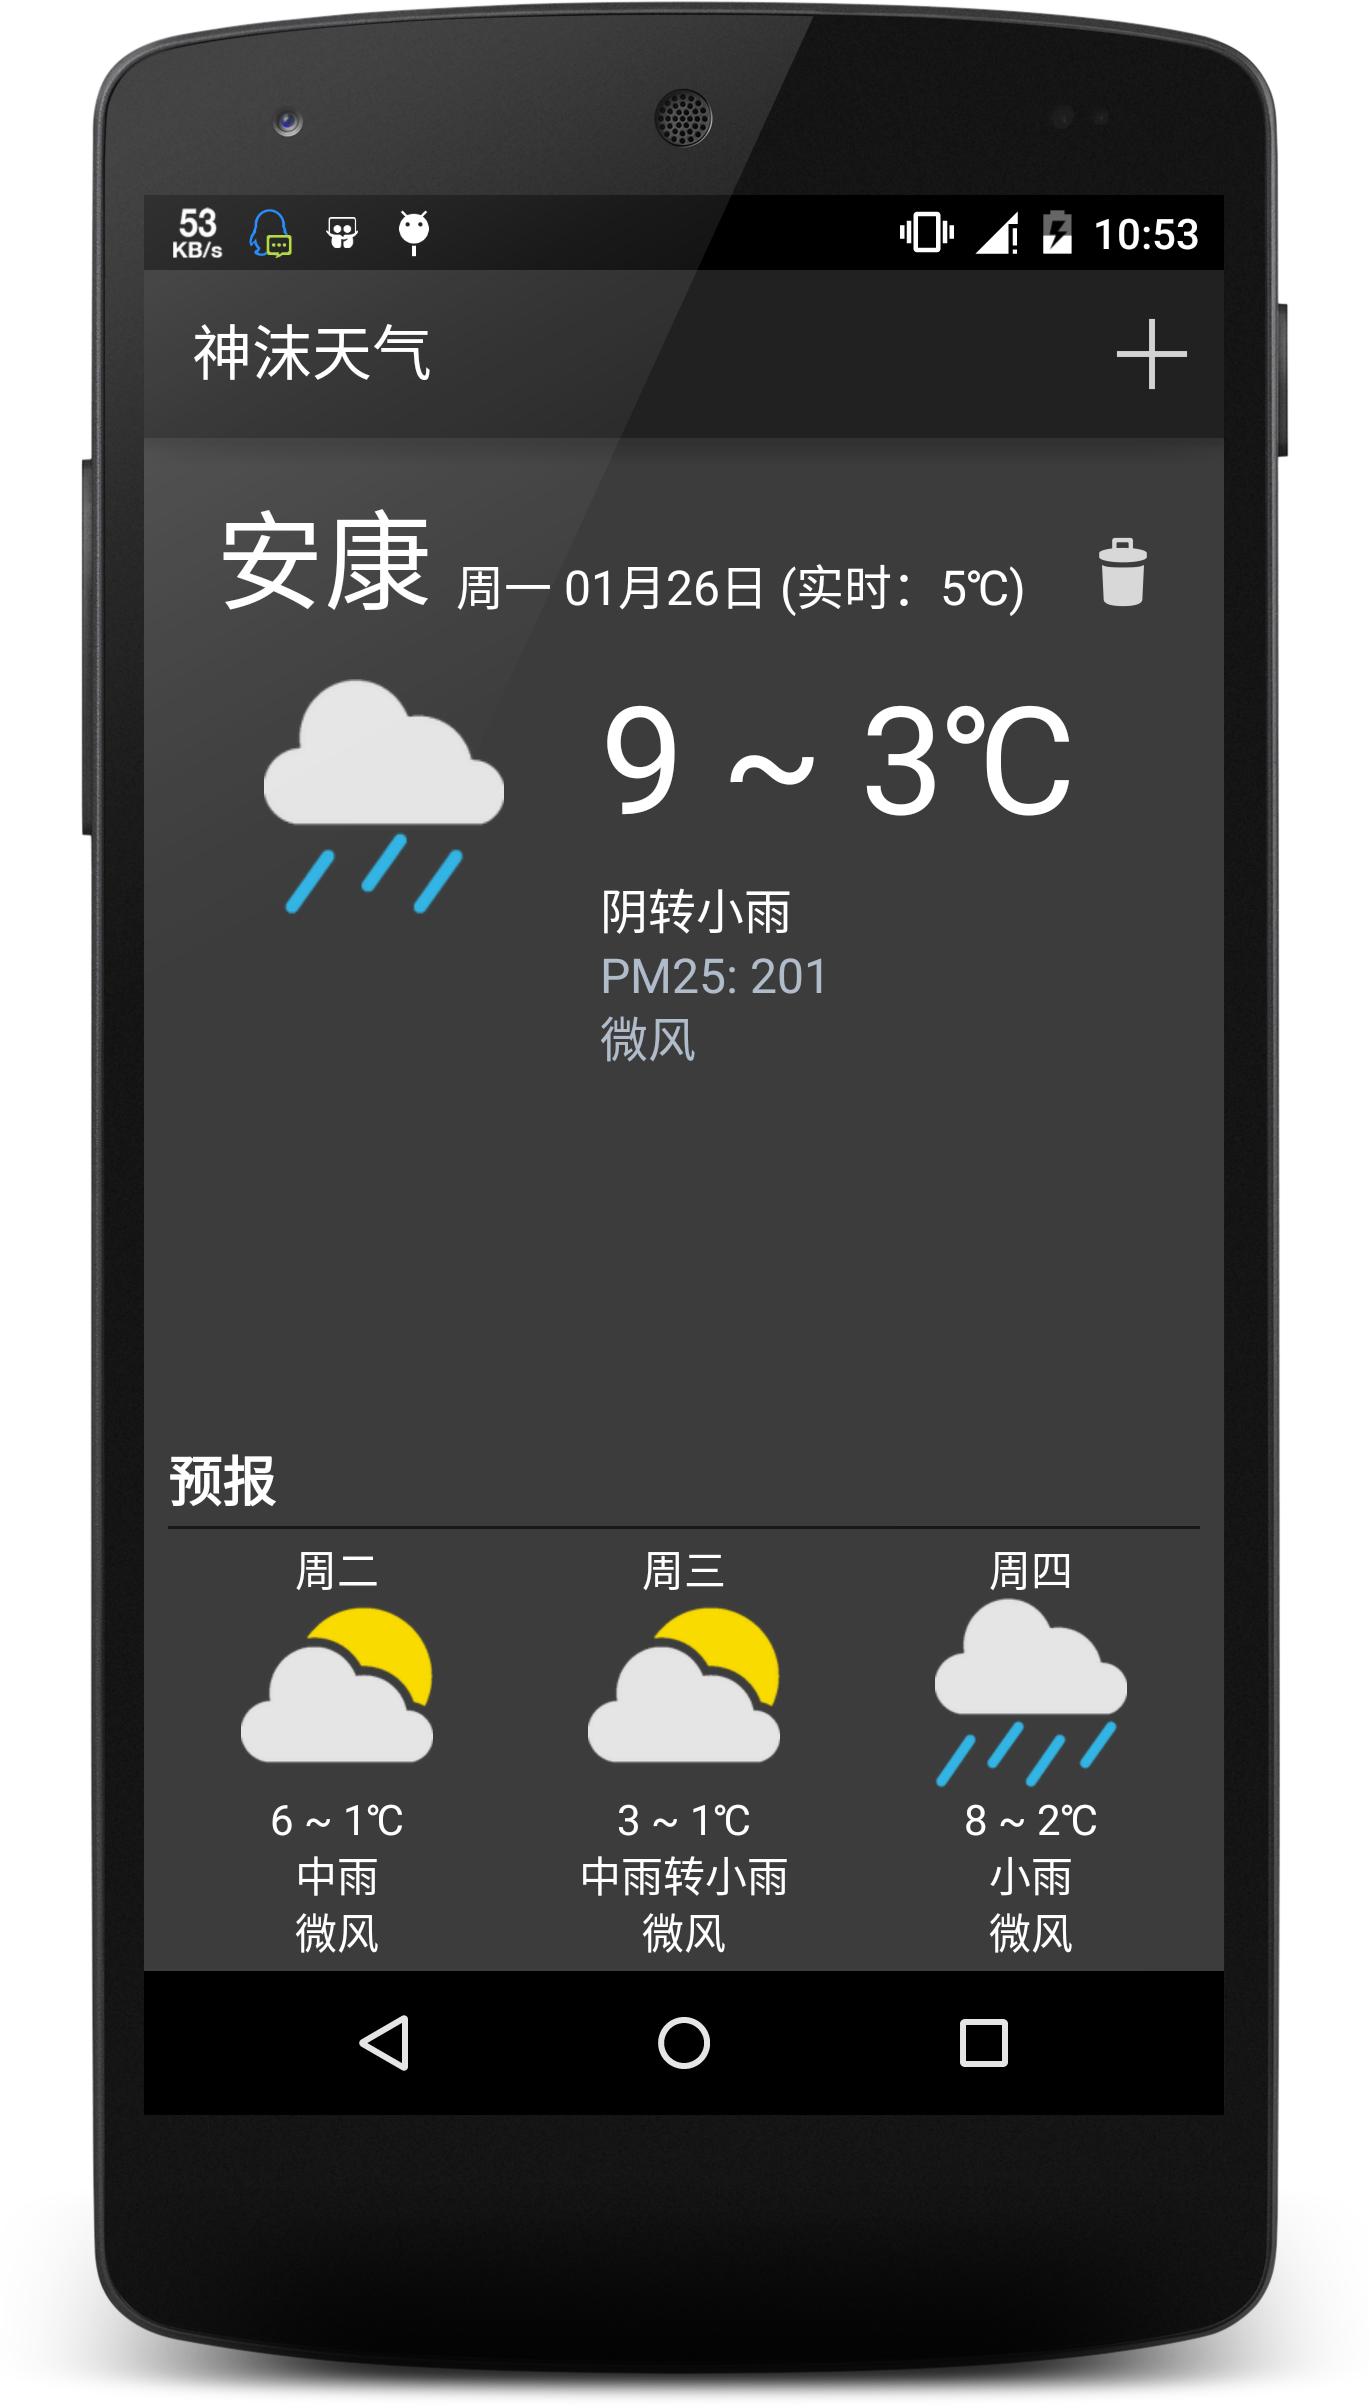 53
KB/s
10:53
神沫天气
安康 周一 01月26日 (实时：5℃)
9 ~ 3℃
阴转小雨
PM25: 201
微风
预报
周二 周三 周四
6 ~ 1℃ 3 ~ 1℃ 8 ~ 2℃
中雨 中雨转小雨 小雨
微风 微风 微风